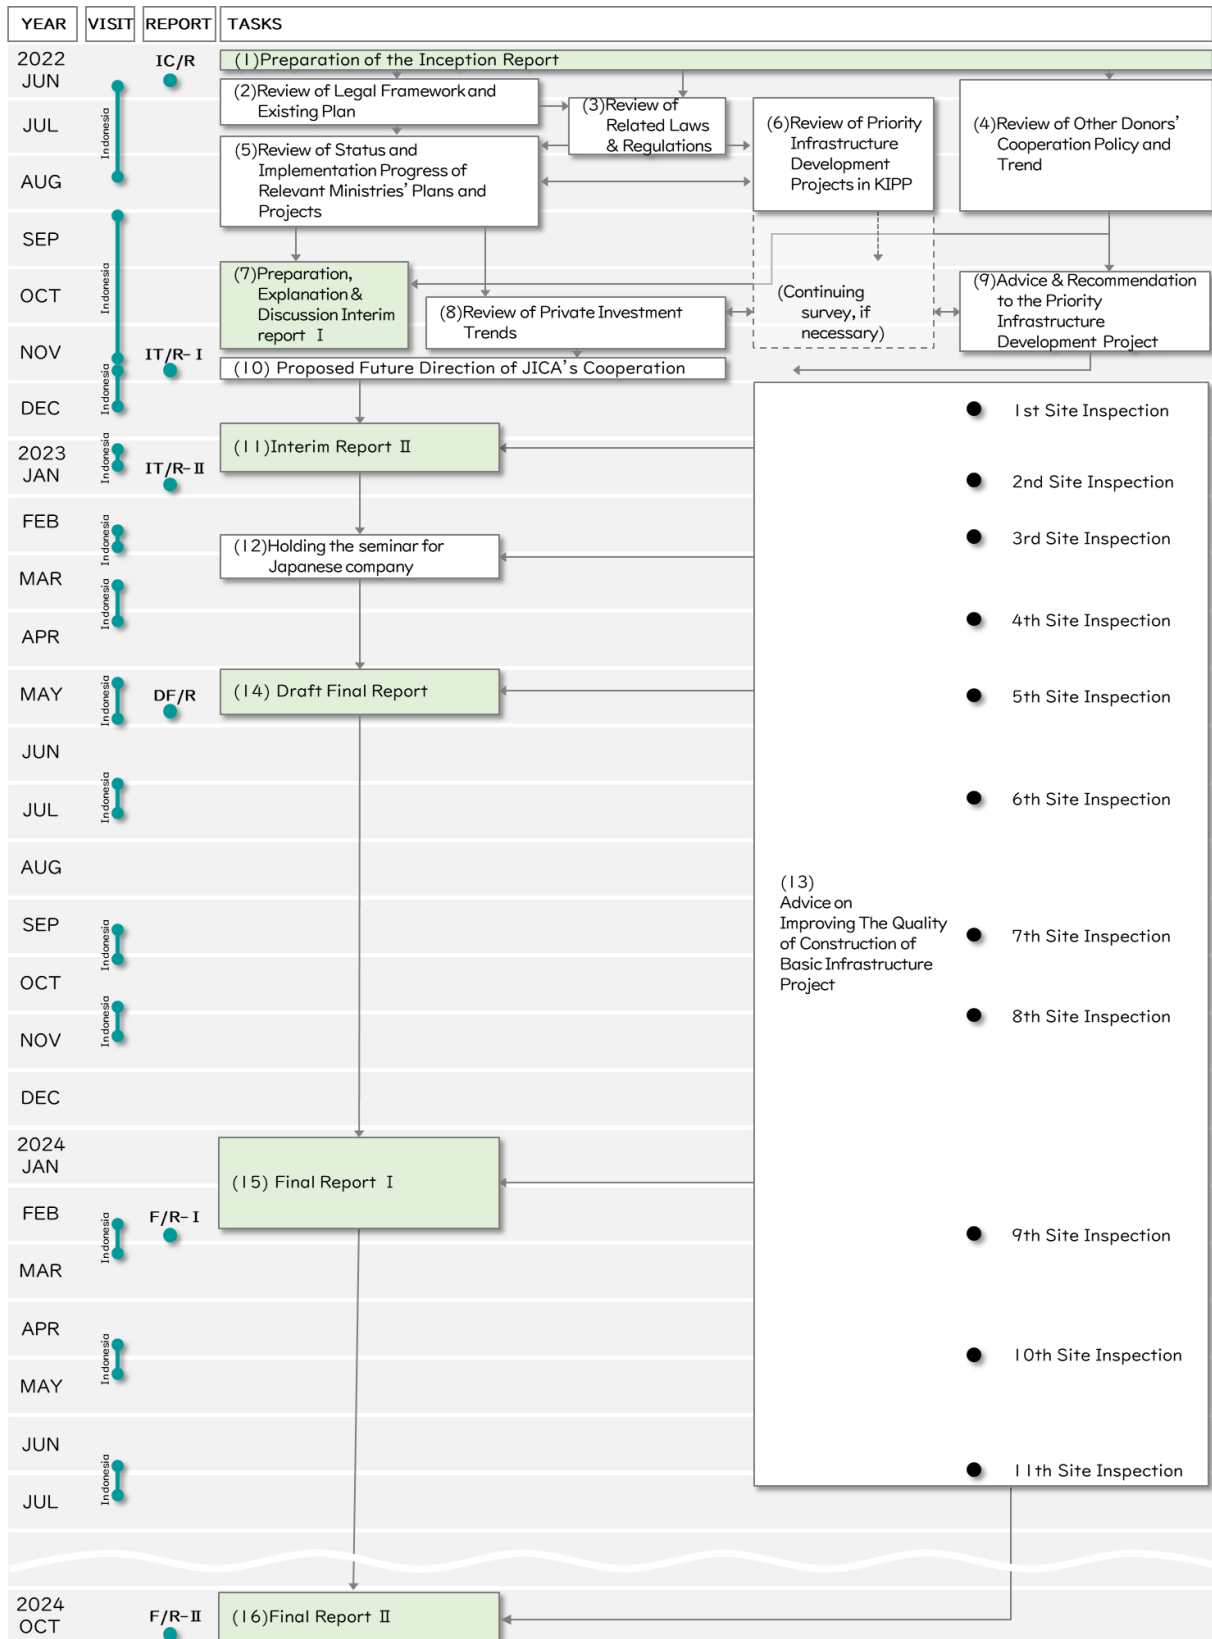 YEAR VISIT REPORT TASKS
2022
JUN
IC/R
(1)Preparation of the Inception Report
(2)Review of Legal Framework and
Existing Plan
(3)Review of
Related Laws
& Regulations
(4)Review of Other Donors'
Cooperation Policy and
Trend
JUL
Indonesia
(5)Review of Status and
Implementation Progress of
Relevant Ministries' Plans and
Projects
(6)Review of Priority
Infrastructure
Development
Projects in KIPP
AUG
SEP
Indonesia
OCT
(7)Preparation,
Explanation &
Discussion Interim
report Ⅰ
(8)Review of Private Investment
Trends
(Continuing
survey, if
necessary)
(9)Advice & Recommendation
to the Priority
Infrastructure
Development Project
NOV
IT/R-Ⅰ
(10) Proposed Future Direction of JICA's Cooperation
Indonesia
DEC
1st Site Inspection
2023
JAN
Indonesia
IT/R-Ⅱ
(11)Interim Report Ⅱ
2nd Site Inspection
FEB
Indonesia
(12)Holding the seminar for
Japanese company
3rd Site Inspection
MAR
Indonesia
4th Site Inspection
APR
MAY
Indonesia
DF/R
(14) Draft Final Report
5th Site Inspection
JUN
JUL
Indonesia
6th Site Inspection
AUG
(13)
Advice on
Improving The Quality
of Construction of
Basic Infrastructure
Project
SEP
Indonesia
7th Site Inspection
OCT
Indonesia
8th Site Inspection
NOV
DEC
2024
JAN
(15) Final Report Ⅰ
FEB
Indonesia
F/R-Ⅰ
9th Site Inspection
MAR
APR
Indonesia
10th Site Inspection
MAY
JUN
Indonesia
11th Site Inspection
JUL
2024
OCT
F/R-Ⅱ
(16)Final Report Ⅱ